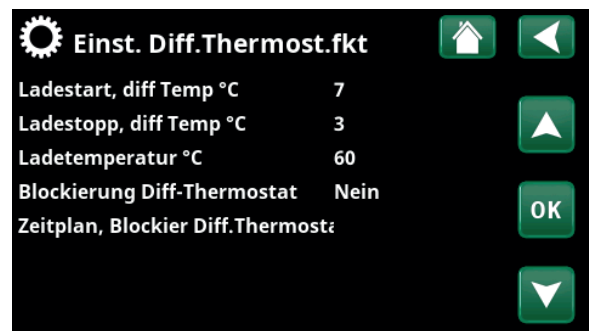 Einst. Diff.Thermost.fkt
Ladestart, diff Temp °C 7
Ladestopp, diff Temp °C 3
Ladetemperatur °C 60
Blockierung Diff-Thermostat Nein
OK
Zeitplan, Blockier Diff.Thermosta